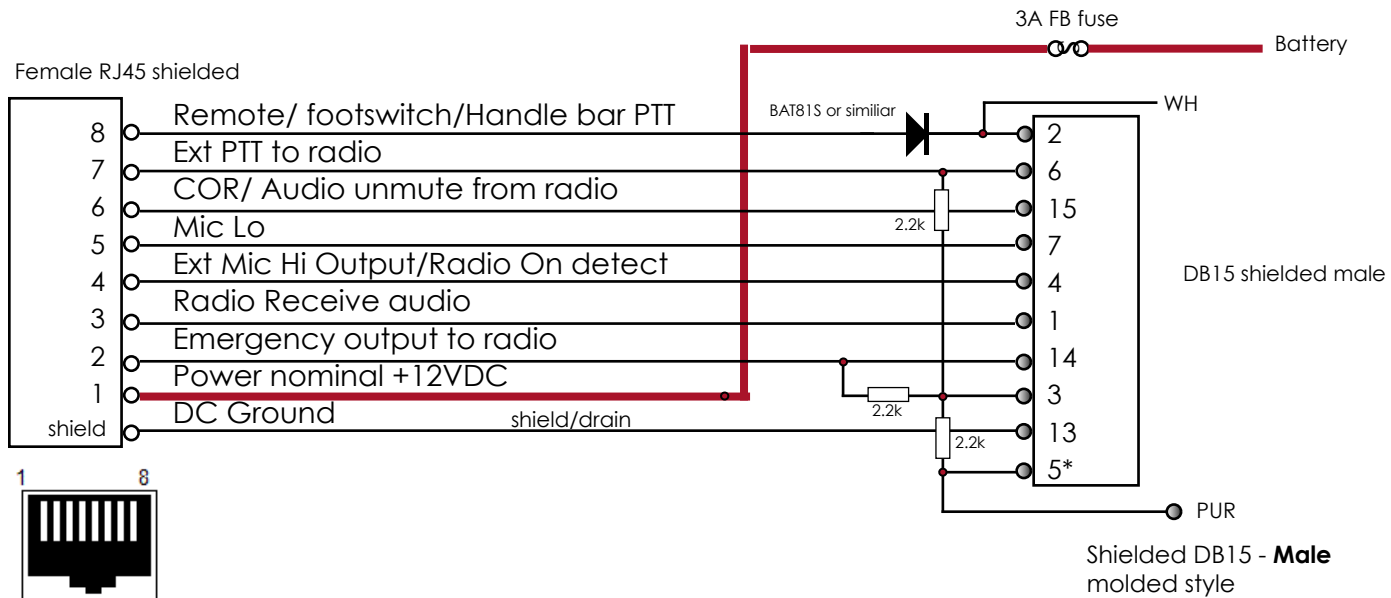 3A FB fuse
Battery
Female RJ45 shielded
8 Remote/ footswitch/Handle bar PTT BAT81S or similiar WH 2
7 Ext PTT to radio 6
6 COR/ Audio unmute from radio 2.2k 15
5 Mic Lo 7
4 Ext Mic Hi Output/Radio On detect 4 DB15 shielded male
3 Radio Receive audio 1
2 Emergency output to radio 14
1 Power nominal +12VDC 2.2k 3
shield DC Ground shield/drain 2.2k 13
5*
1 8
PUR
Shielded DB15 - Male
molded style